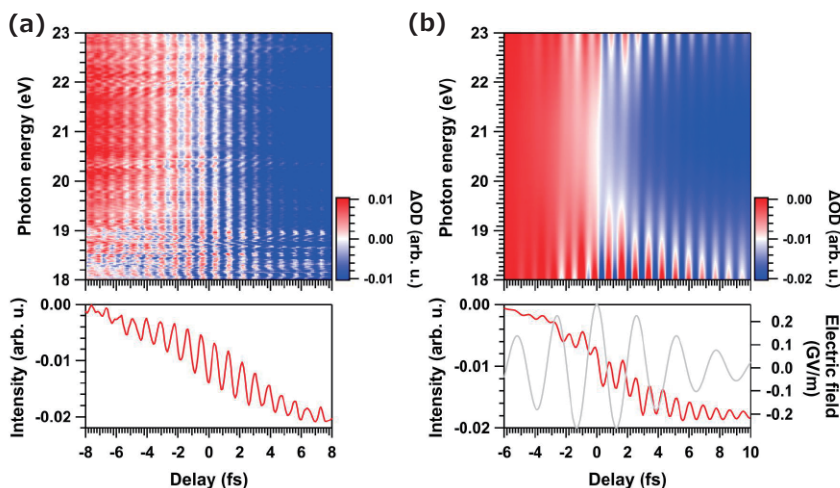 (a)
23
22
21
20
19
18
Photon energy (eV)
0.01
0.00
-0.01
ΔOD (arb. u.)
0.00
-0.01
-0.02
Intensity (arb. u.)
-8 -6 -4 -2 0 2 4 6 8
Delay (fs)
(b)
23
22
21
20
19
18
Photon energy (eV)
0.00
-0.01
-0.02
ΔOD (arb. u.)
0.00
-0.01
-0.02
Intensity (arb. u.)
0.2
0.1
0.0
-0.1
-0.2
Electric field
(GV/m)
-6 -4 -2 0 2 4 6 8 10
Delay (fs)